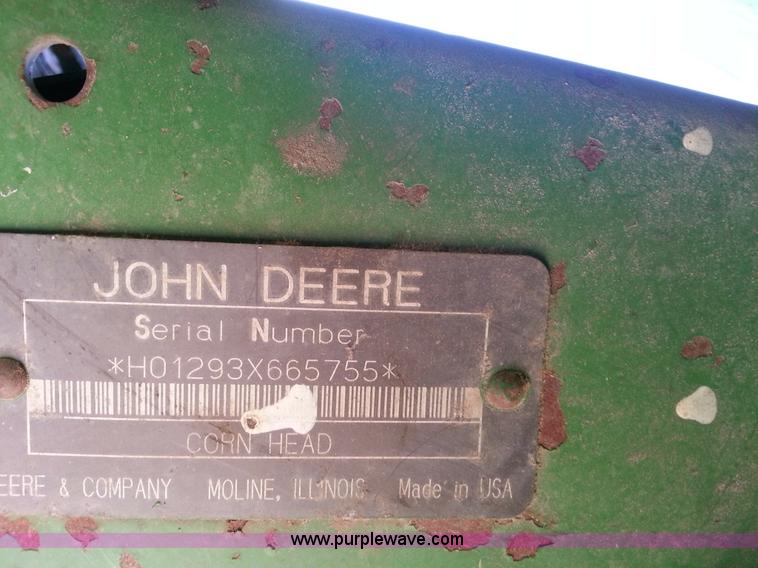 JOHN DEERE
Serial Number
*H01293X665755*
CORN HEAD
EERE & COMPANY MOLINE, ILLINOIS Made in USA
www.purplewave.com